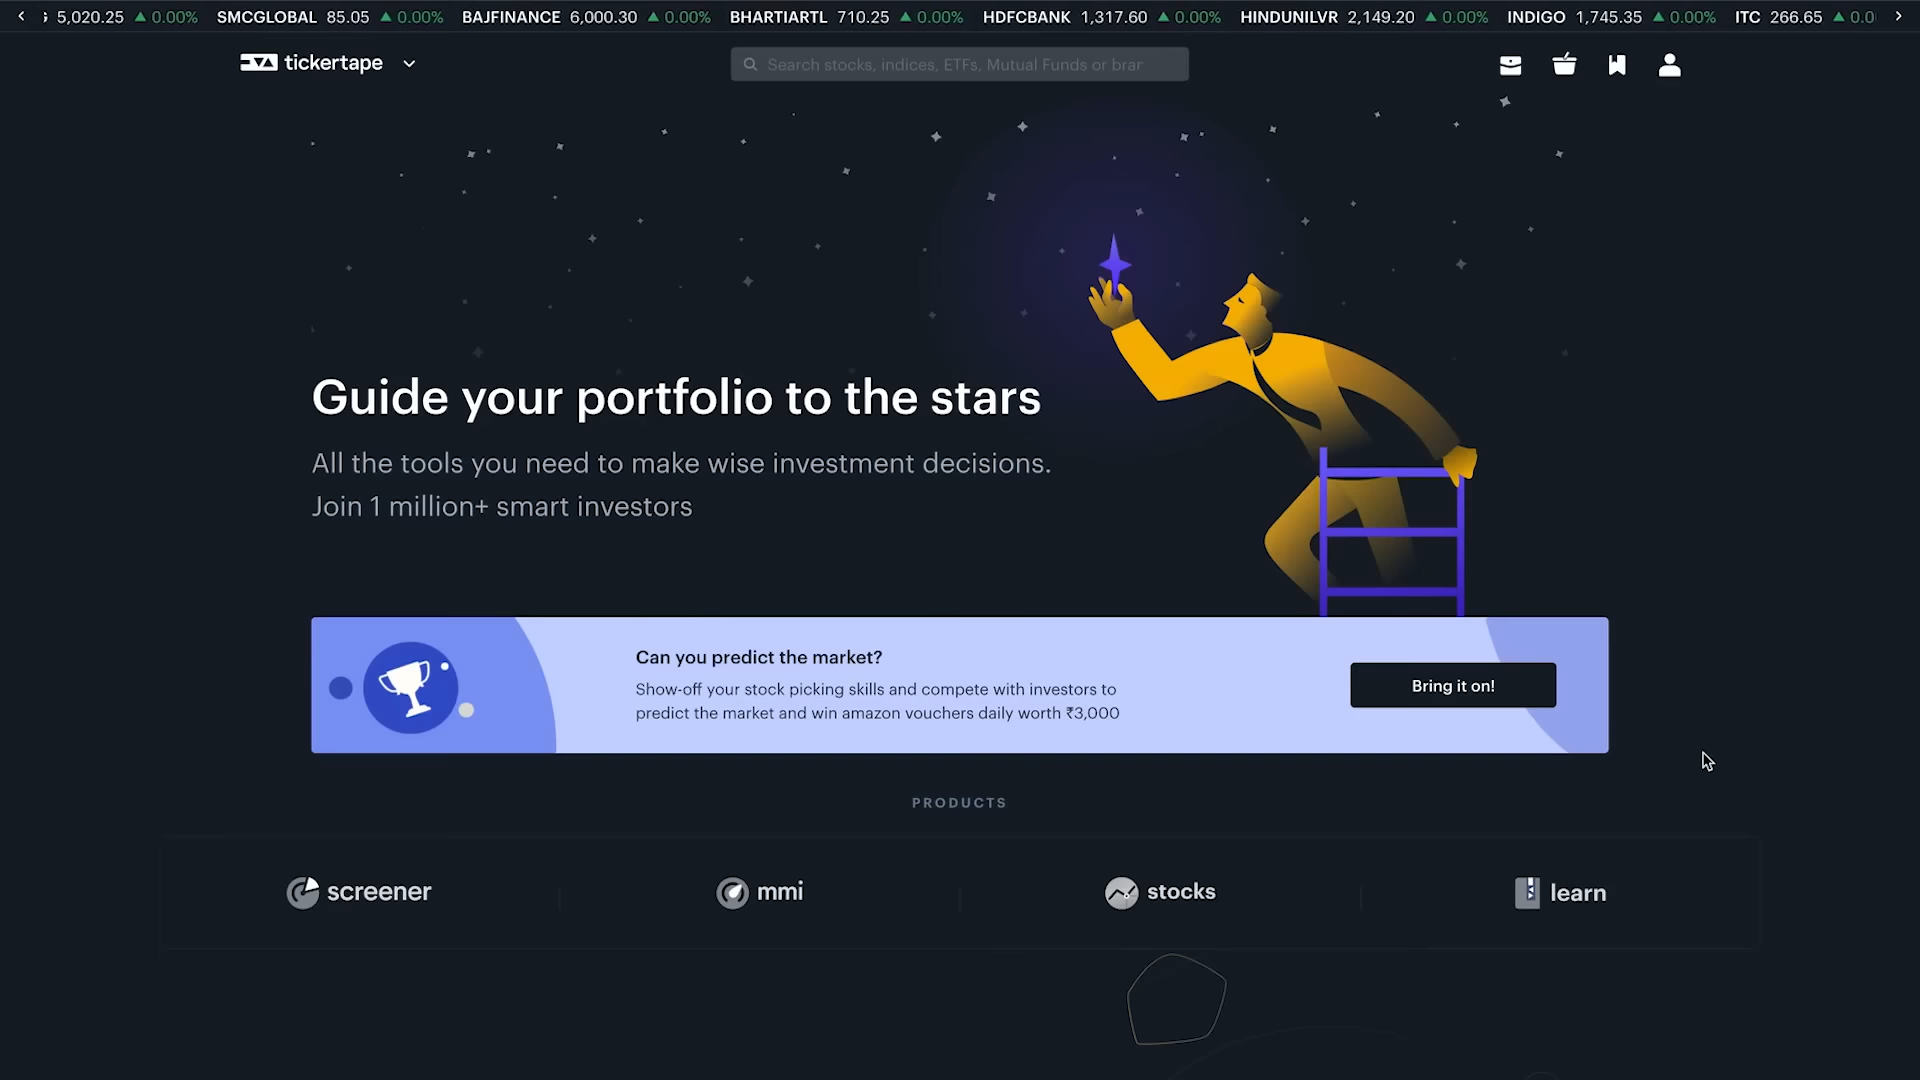 5,020.25 ▲ 0.00% SMCGLOBAL 85.05 ▲ 0.00% BAJFINANCE 6,000.30 ▲ 0.00% BHARTIARTL 710.25 ▲ 0.00% HDFCBANK 1,317.60 ▲ 0.00% HINDUNILVR 2,149.20 ▲ 0.00% INDIGO 1,745.35 ▲ 0.00% ITC 266.65 ▲ 0.0
tickertape
Search stocks, indices, ETFs, Mutual Funds or brar
Guide your portfolio to the stars
All the tools you need to make wise investment decisions.
Join 1 million+ smart investors
Can you predict the market?
Show-off your stock picking skills and compete with investors to
predict the market and win amazon vouchers daily worth ₹3,000
Bring it on!
PRODUCTS
screener
mmi
stocks
learn